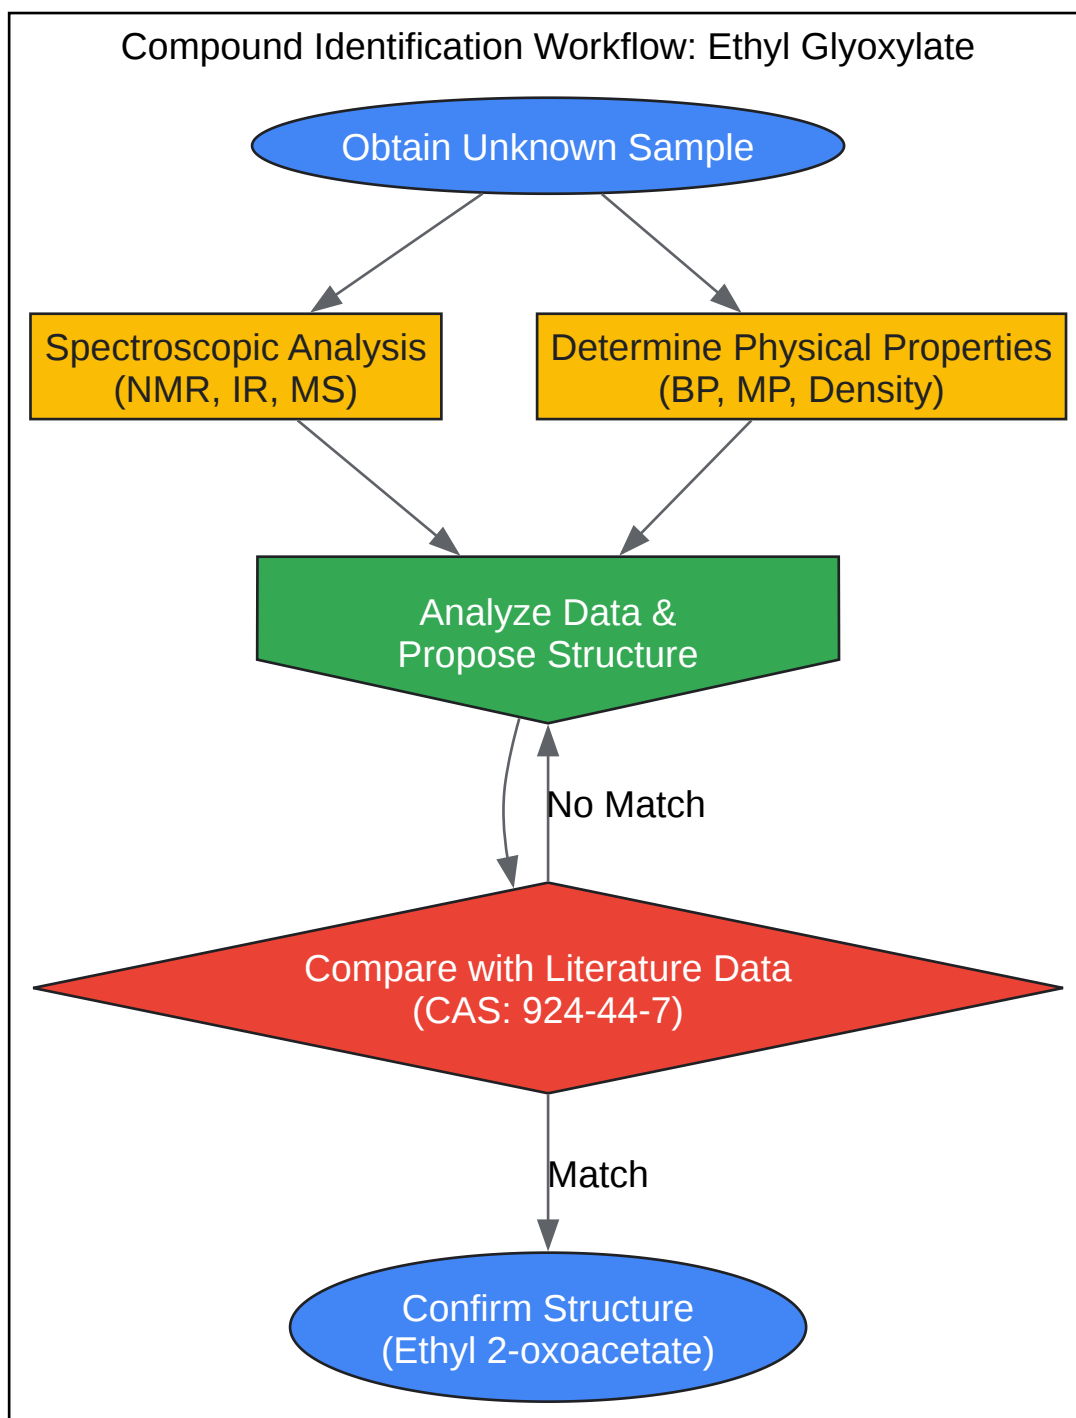 Compound Identification Workflow: Ethyl Glyoxylate
Obtain Unknown Sample
Spectroscopic Analysis
(NMR, IR, MS)
Determine Physical Properties
(BP, MP, Density)
Analyze Data &
Propose Structure
No Match
Compare with Literature Data
(CAS: 924-44-7)
Match
Confirm Structure
(Ethyl 2-oxoacetate)